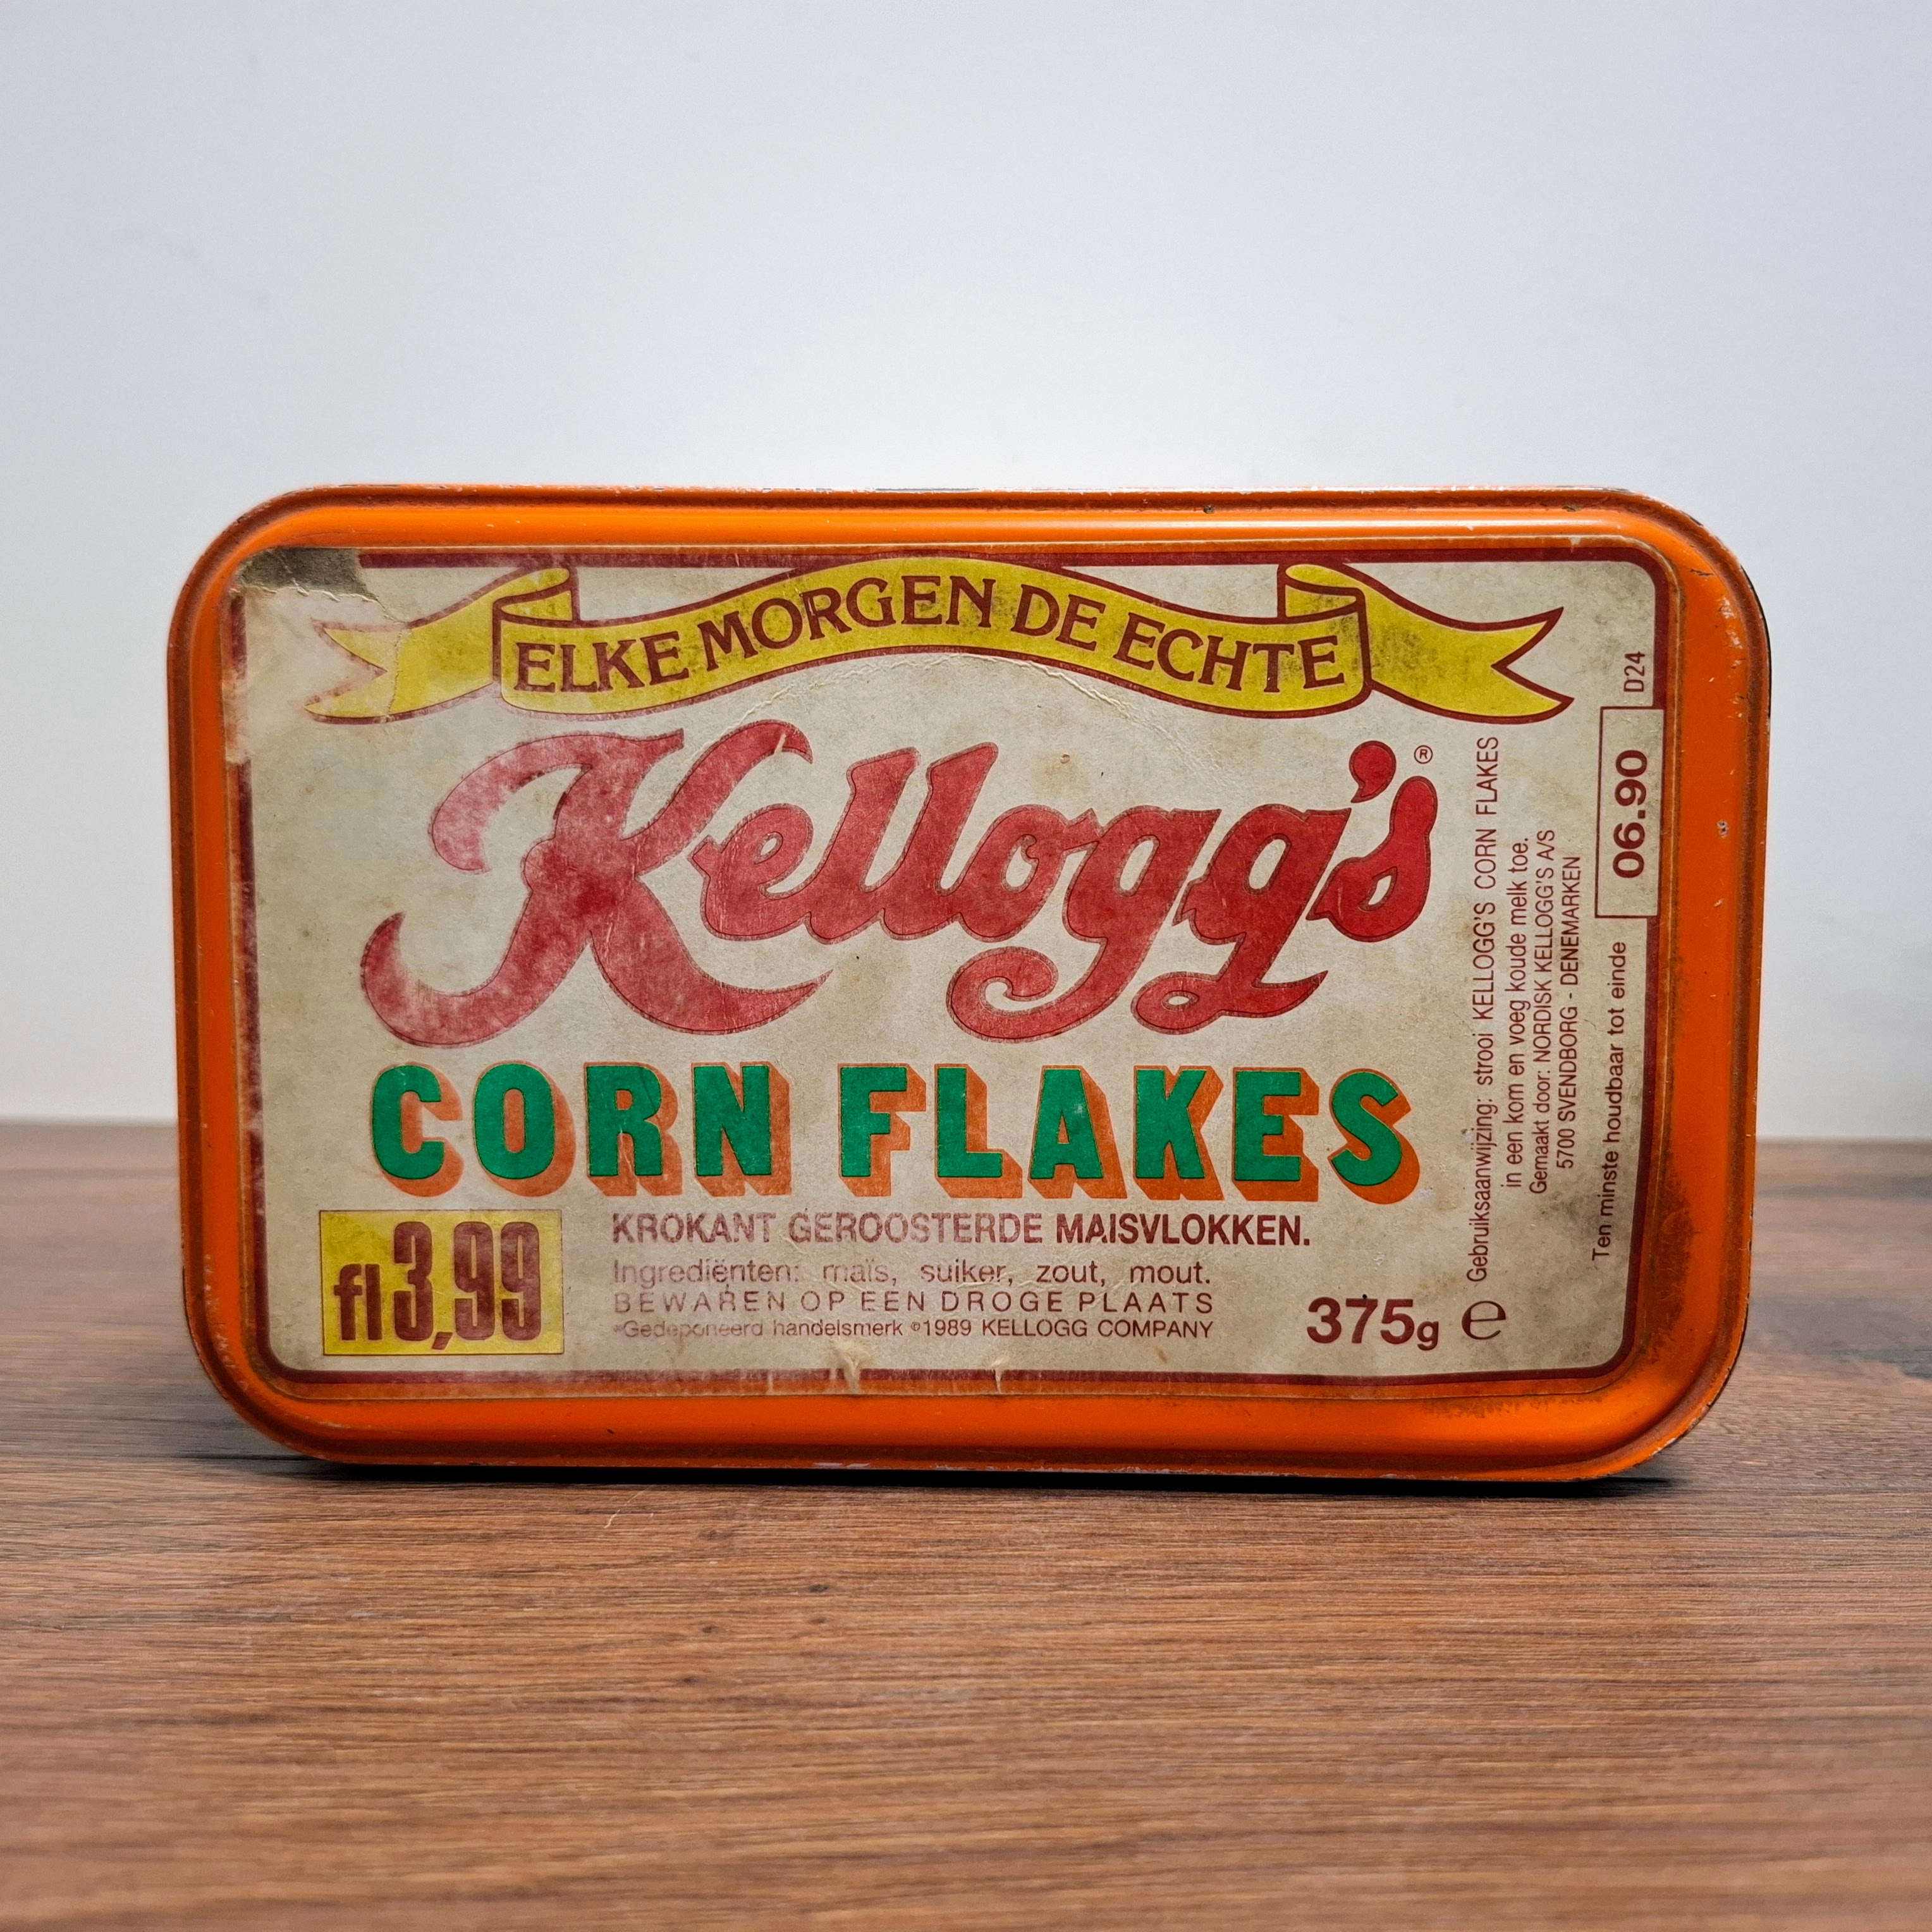 ELKE MORGEN DE ECHTE
Kellogg's®
CORN FLAKES
fl 3,99
KROKANT GEROOSTERDE MAISVLOKKEN.
Ingrediënten: maïs, suiker, zout, mout.
BEWAREN OP EEN DROGE PLAATS
®Gedeponeerd handelsmerk ©1989 KELLOGG COMPANY
375g ℮
Gebruiksaanwijzing: strooi KELLOGG'S CORN FLAKES
in een kom en voeg koude melk toe.
Gemaakt door: NORDISK KELLOGG'S A/S
5700 SVENDBORG - DENEMARKEN
Ten minste houdbaar tot einde 06.90 D24